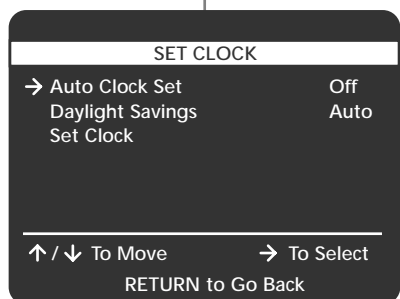 SET CLOCK
→ Auto Clock Set Off
Daylight Savings Auto
Set Clock
↑ / ↓ To Move → To Select
RETURN to Go Back